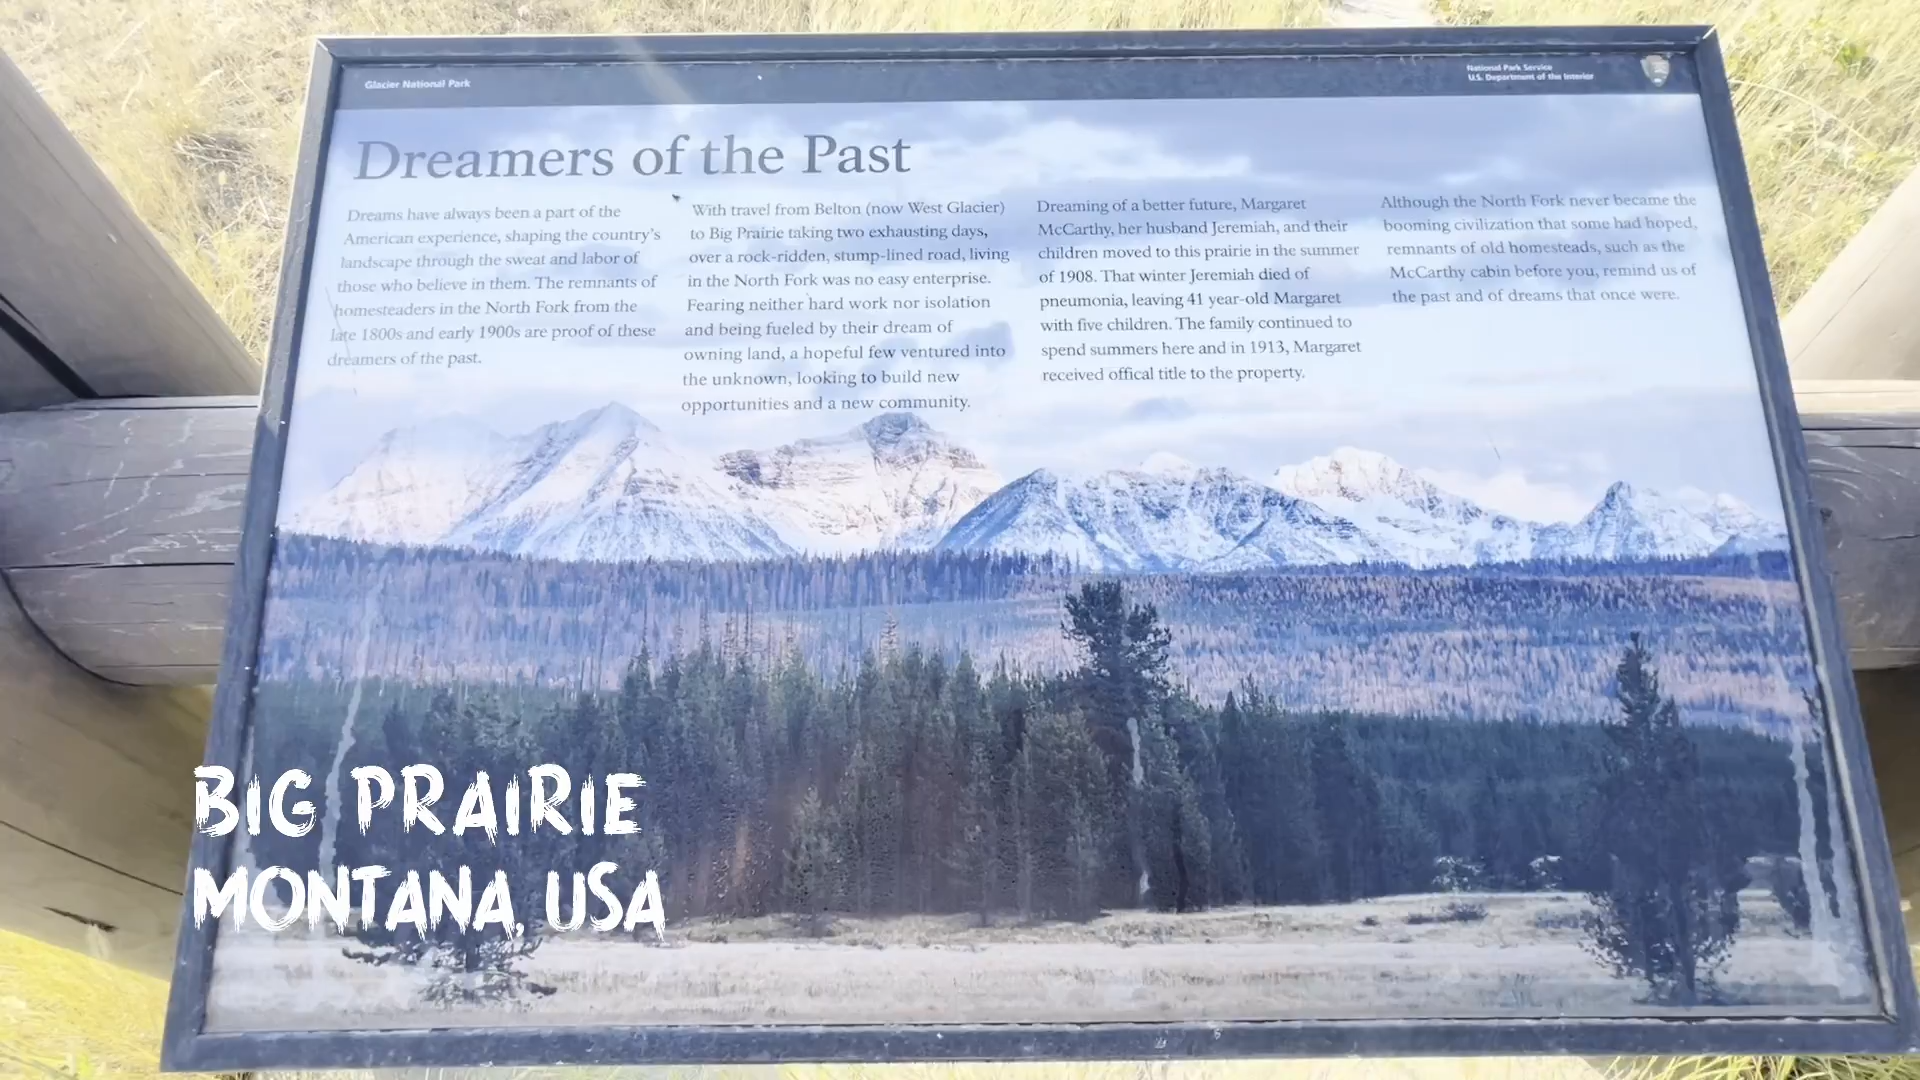 Glacier National Park
National Park Service
U.S. Department of the Interior
Dreamers of the Past
Dreams have always been a part of the
American experience, shaping the country's
landscape through the sweat and labor of
those who believe in them. The remnants of
homesteaders in the North Fork from the
late 1800s and early 1900s are proof of these
dreamers of the past.
With travel from Belton (now West Glacier)
to Big Prairie taking two exhausting days,
over a rock-ridden, stump-lined road, living
in the North Fork was no easy enterprise.
Fearing neither hard work nor isolation
and being fueled by their dream of
owning land, a hopeful few ventured into
the unknown, looking to build new
opportunities and a new community.
Dreaming of a better future, Margaret
McCarthy, her husband Jeremiah, and their
children moved to this prairie in the summer
of 1908. That winter Jeremiah died of
pneumonia, leaving 41 year-old Margaret
with five children. The family continued to
spend summers here and in 1913, Margaret
received offical title to the property.
Although the North Fork never became the
booming civilization that some had hoped,
remnants of old homesteads, such as the
McCarthy cabin before you, remind us of
the past and of dreams that once were.
BIG PRAIRIE
MONTANA, USA